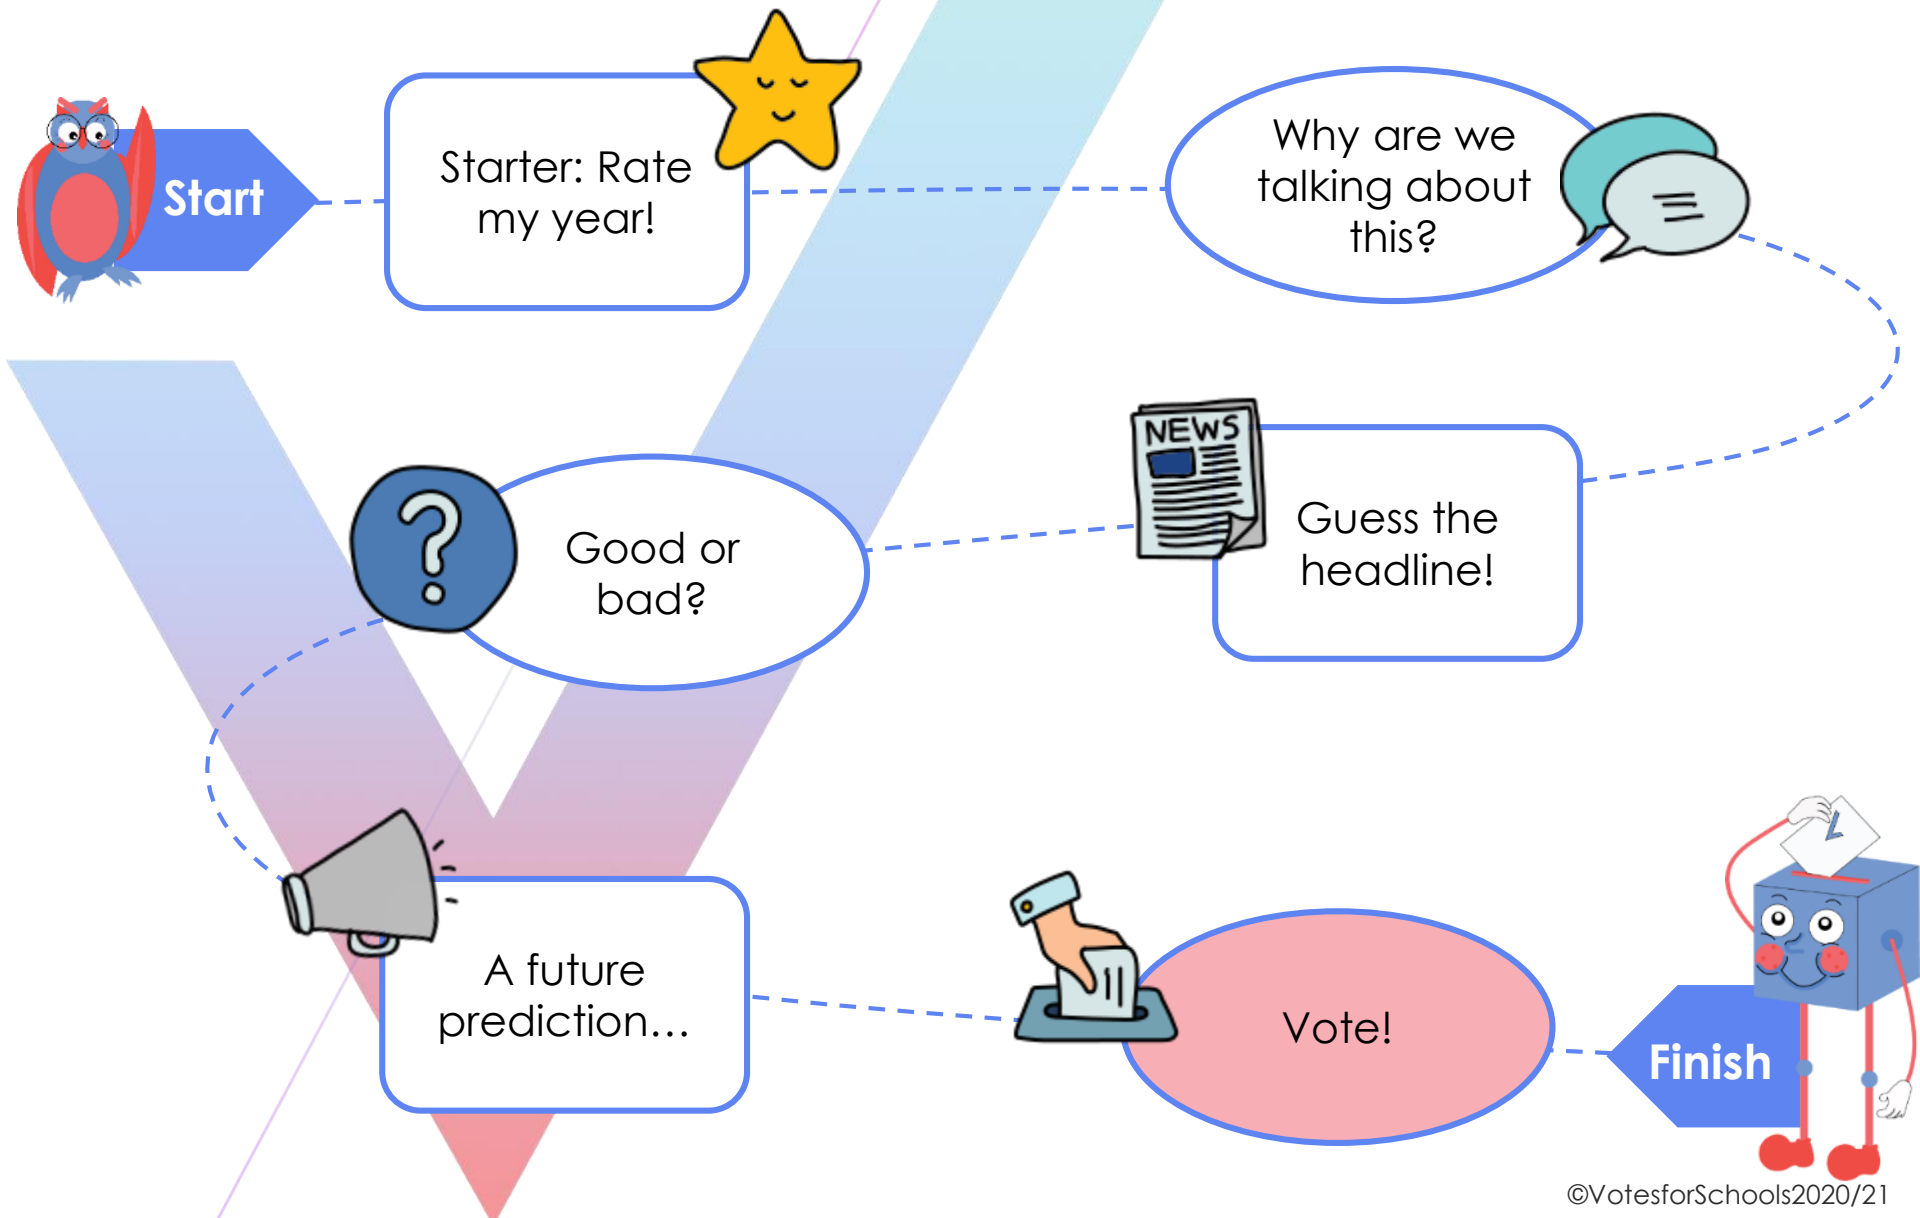 Start
Starter: Rate
my year!
Why are we
talking about
this?
NEWS
Guess the
headline!
Good or
bad?
A future
prediction...
Vote!
Finish
©VotesforSchools2020/21